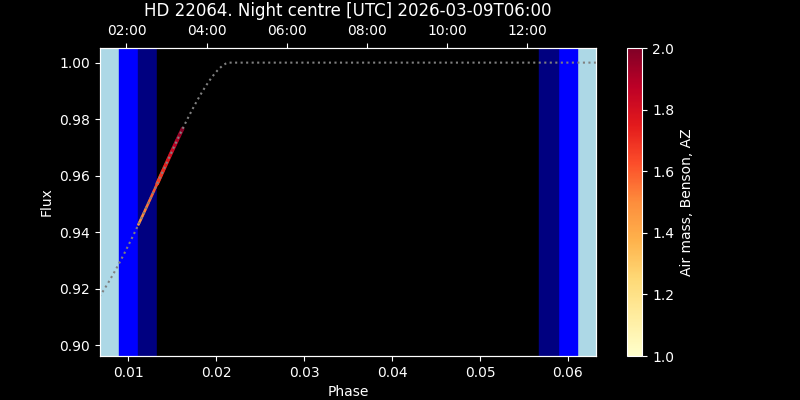 HD 22064. Night centre [UTC] 2026-03-09T06:00
02:00 04:00 06:00 08:00 10:00 12:00
1.00
0.98
0.96
0.94
0.92
0.90
Flux
0.01 0.02 0.03 0.04 0.05 0.06
Phase
2.0
1.8
1.6
1.4
1.2
1.0
Air mass, Benson, AZ